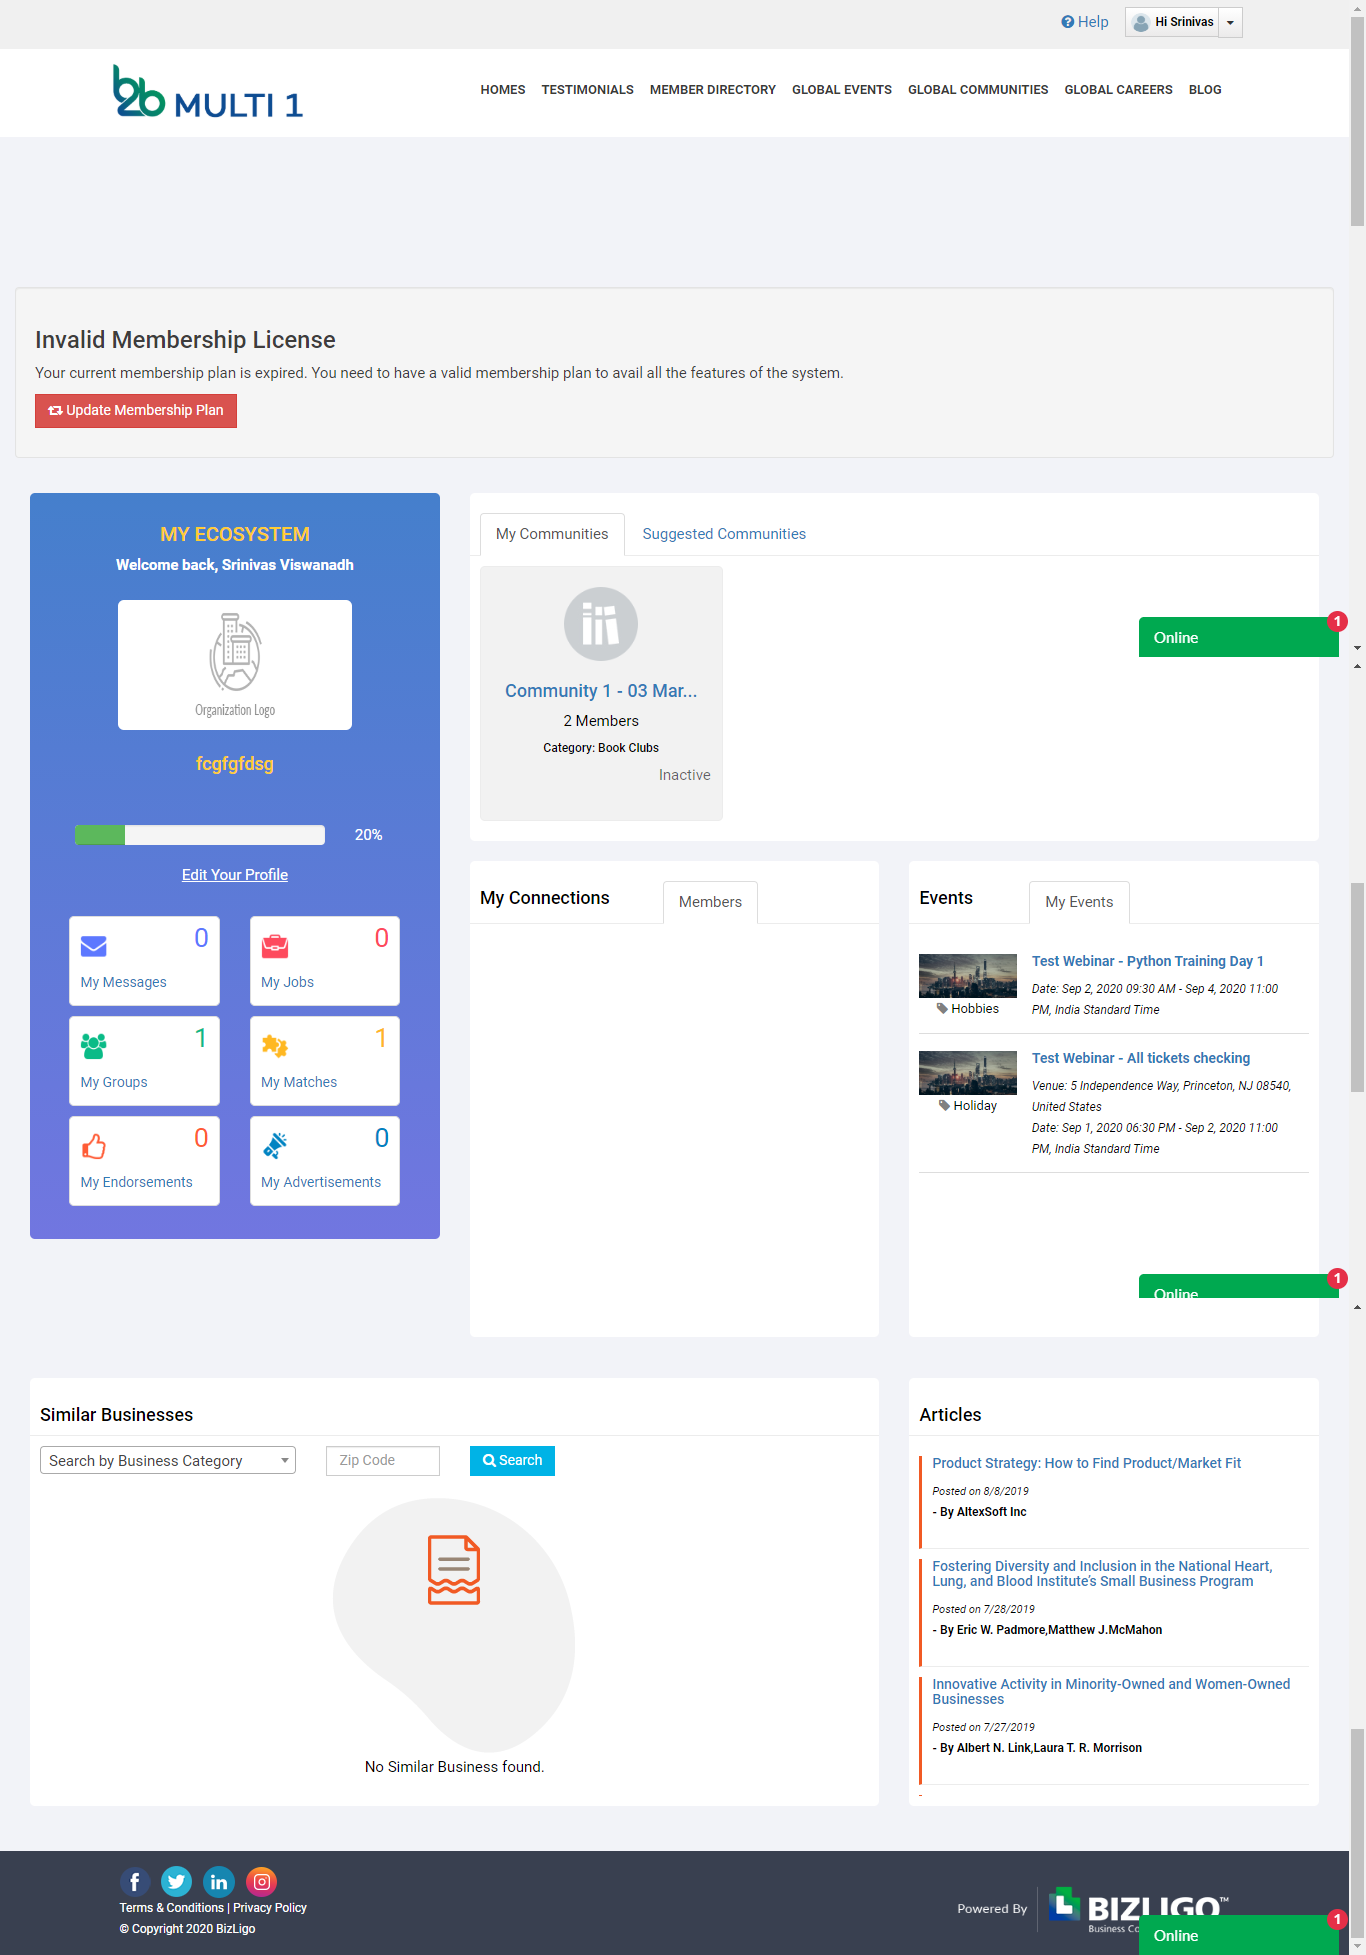 Help
Hi Srinivas
b2b MULTI 1
HOMES TESTIMONIALS MEMBER DIRECTORY GLOBAL EVENTS GLOBAL COMMUNITIES GLOBAL CAREERS BLOG
Invalid Membership License
Your current membership plan is expired. You need to have a valid membership plan to avail all the features of the system.
Update Membership Plan
MY ECOSYSTEM
Welcome back, Srinivas Viswanadh
Organization Logo
fcgfgfdsg
20%
Edit Your Profile
0
My Messages
0
My Jobs
1
My Groups
1
My Matches
0
My Endorsements
0
My Advertisements
My Communities
Suggested Communities
Community 1 - 03 Mar...
2 Members
Category: Book Clubs
Inactive
Online
1
My Connections
Members
Events
My Events
Test Webinar - Python Training Day 1
Date: Sep 2, 2020 09:30 AM - Sep 4, 2020 11:00
PM, India Standard Time
Hobbies
Test Webinar - All tickets checking
Venue: 5 Independence Way, Princeton, NJ 08540,
United States
Date: Sep 1, 2020 06:30 PM - Sep 2, 2020 11:00
PM, India Standard Time
Holiday
Online
1
Similar Businesses
Search by Business Category
Zip Code
Search
No Similar Business found.
Articles
Product Strategy: How to Find Product/Market Fit
Posted on 8/8/2019
- By AltexSoft Inc
Fostering Diversity and Inclusion in the National Heart,
Lung, and Blood Institute's Small Business Program
Posted on 7/28/2019
- By Eric W. Padmore,Matthew J.McMahon
Innovative Activity in Minority-Owned and Women-Owned
Businesses
Posted on 7/27/2019
- By Albert N. Link,Laura T. R. Morrison
-
Terms & Conditions | Privacy Policy
© Copyright 2020 BizLigo
Powered By
BIZLIGO™
Business Co
Online
1